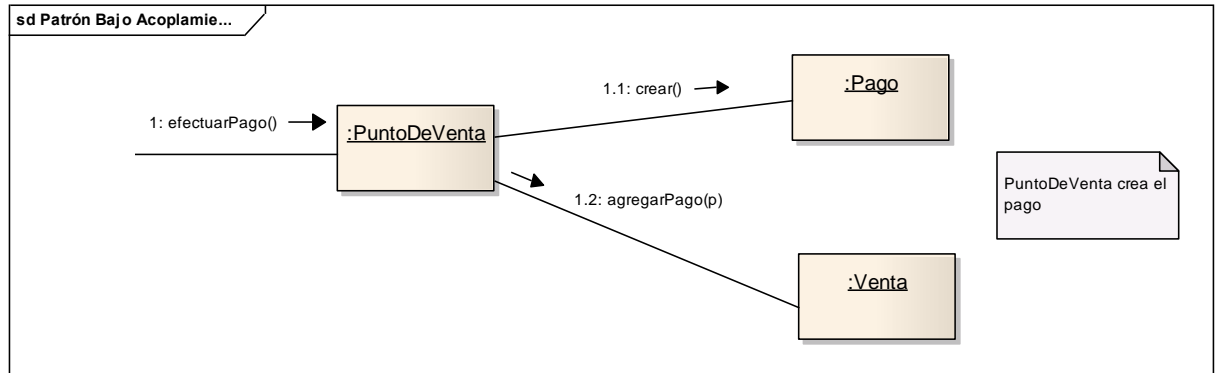 sd Patrón Bajo Acoplamie...
1.1: crear()
:Pago
1: efectuarPago()
:PuntoDeVenta
PuntoDeVenta crea el
pago
1.2: agregarPago(p)
:Venta